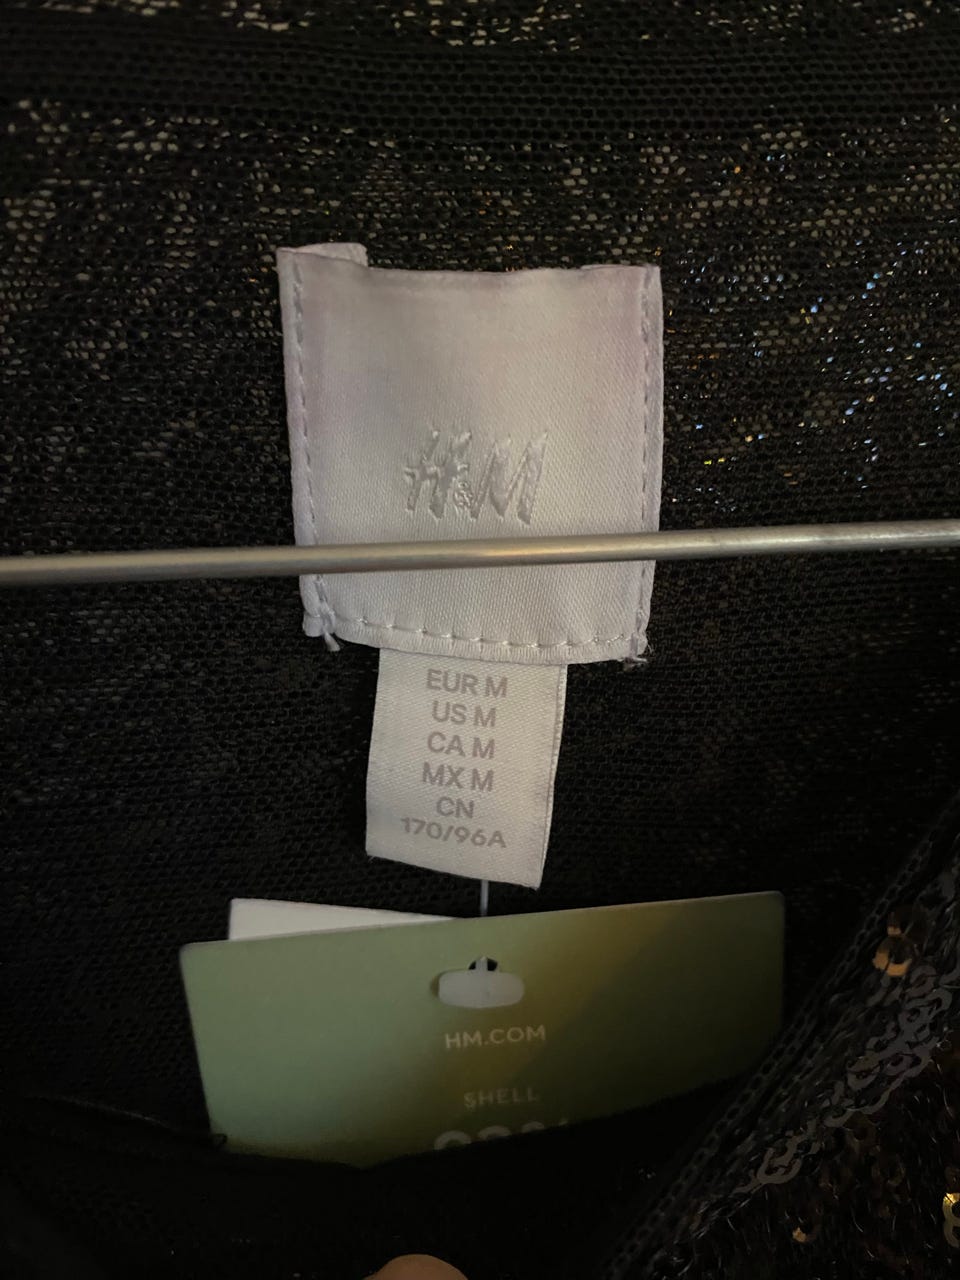 H&M
EUR M
US M
CA M
MX M
CN
170/96A
HM.COM
SHELL